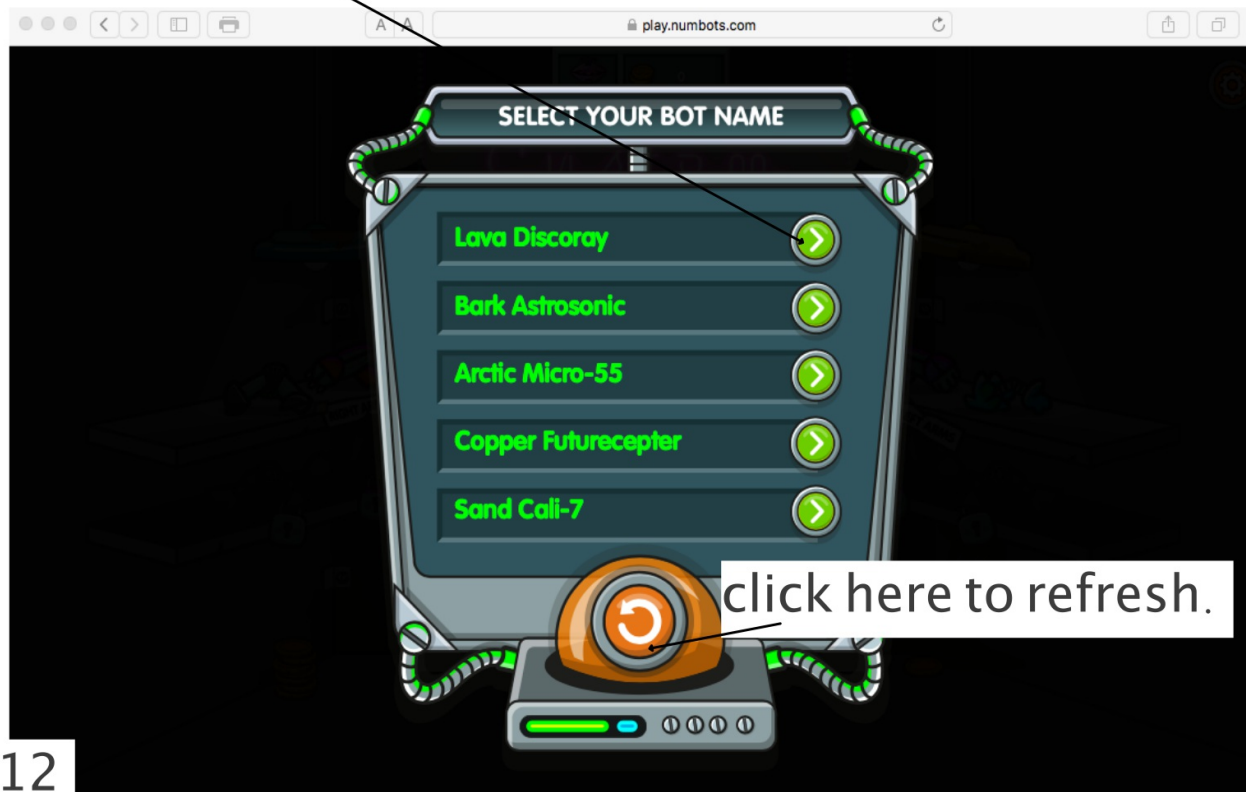 A A
play.numbots.com
SELECT YOUR BOT NAME
Lava Discoray
Bark Astrosonic
Arctic Micro-55
Copper Futurecepter
Sand Cali-7
click here to refresh.
12